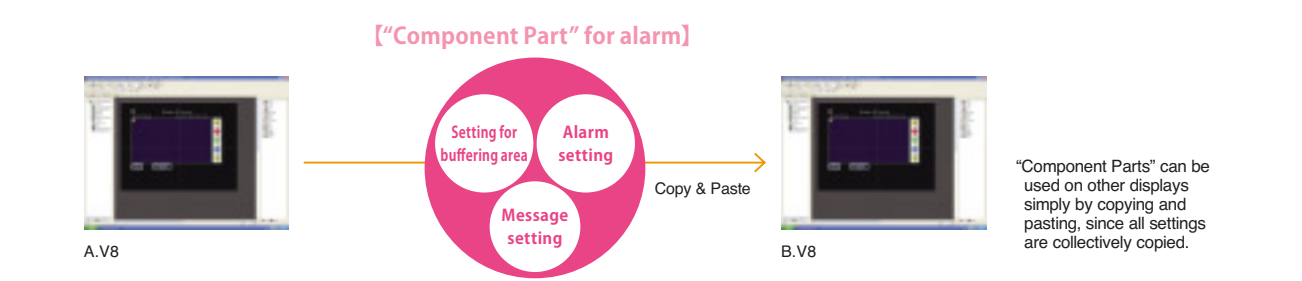 【“Component Part” for alarm】
Setting for
buffering area
Alarm
setting
Message
setting
Copy & Paste
A.V8
B.V8
“Component Parts” can be
used on other displays
simply by copying and
pasting, since all settings
are collectively copied.